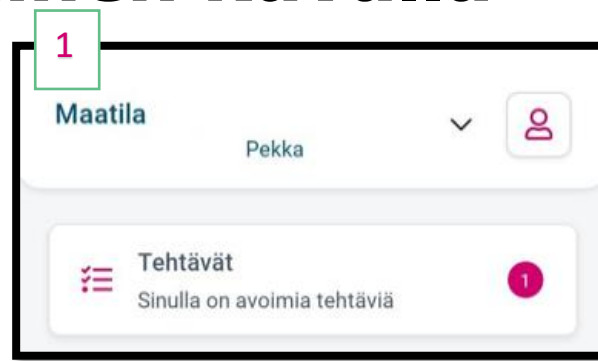 1
Maatila
Pekka
Tehtävät
Sinulla on avoimia tehtäviä
1